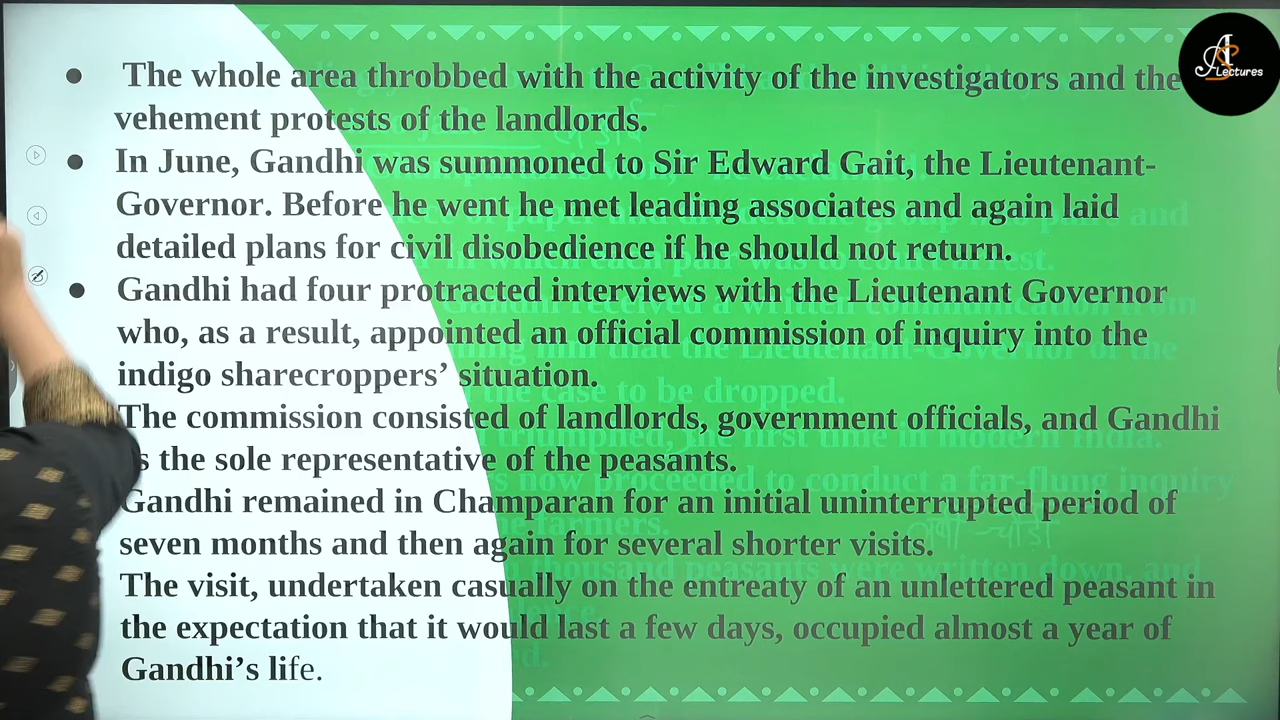 The whole area throbbed with the activity of the investigators and the
vehement protests of the landlords.
In June, Gandhi was summoned to Sir Edward Gait, the Lieutenant-
Governor. Before he went he met leading associates and again laid
detailed plans for civil disobedience if he should not return.
Gandhi had four protracted interviews with the Lieutenant Governor
who, as a result, appointed an official commission of inquiry into the
indigo sharecroppers’ situation.
The commission consisted of landlords, government officials, and Gandhi
the sole representative of the peasants.
Gandhi remained in Champaran for an initial uninterrupted period of
seven months and then again for several shorter visits.
The visit, undertaken casually on the entreaty of an unlettered peasant in
the expectation that it would last a few days, occupied almost a year of
Gandhi’s life.
AS Lectures